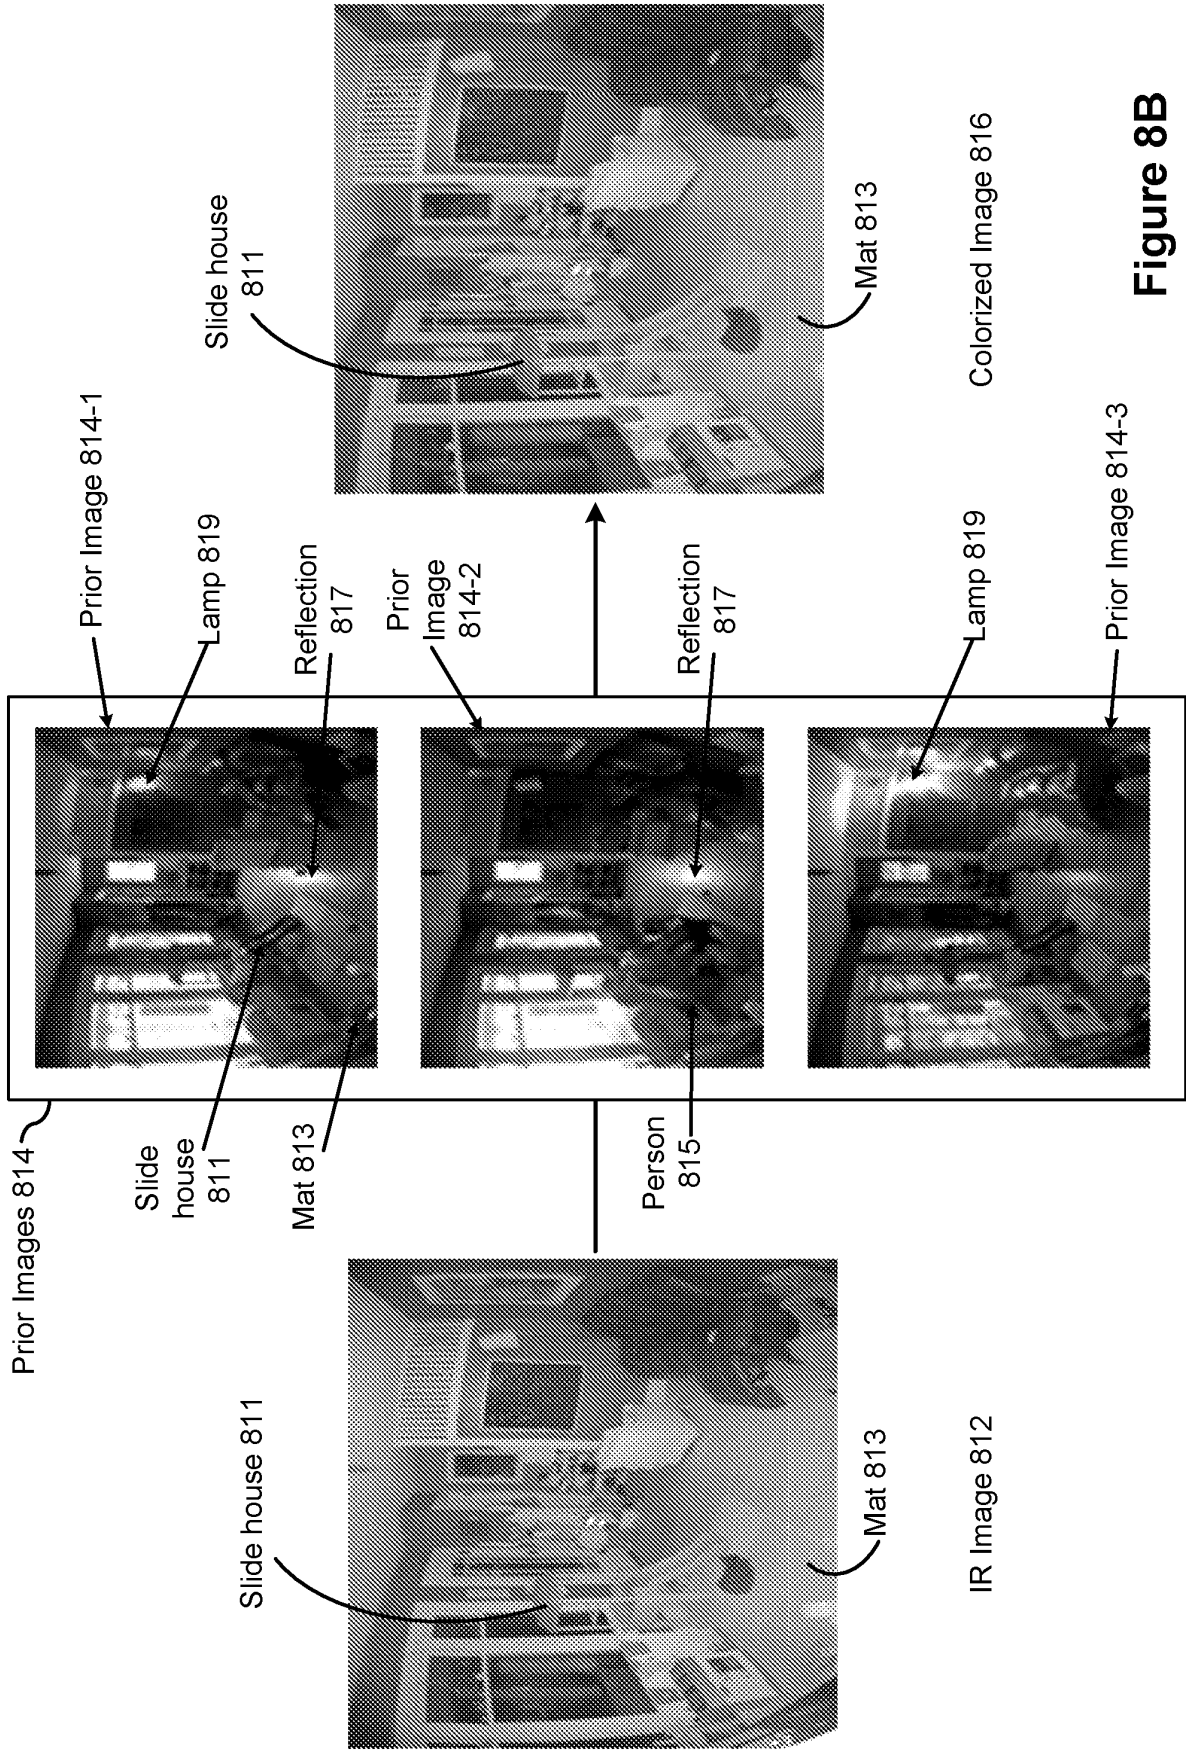 Prior Images 814
Prior Image 814-1
Lamp 819
Reflection
817
Slide
house
811
Mat 813
Prior
Image
814-2
Reflection
817
Person
815
Lamp 819
Prior Image 814-3
Slide house 811
Mat 813
IR Image 812
Slide house
811
Mat 813
Colorized Image 816
Figure 8B